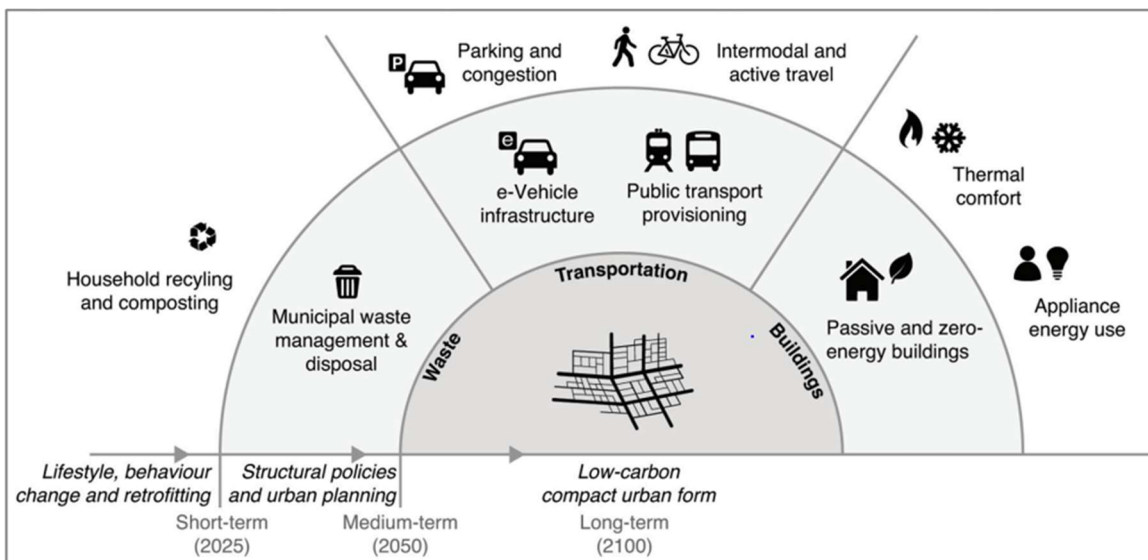 Parking and
congestion
Intermodal and
active travel
e-Vehicle
infrastructure
Public transport
provisioning
Thermal
comfort
Household recyling
and composting
Municipal waste
management &
disposal
Waste
Transportation
Buildings
Passive and zero-
energy buildings
Appliance
energy use
P
e
Lifestyle, behaviour
change and retrofitting
Structural policies
and urban planning
Low-carbon
compact urban form
Short-term
(2025)
Medium-term
(2050)
Long-term
(2100)